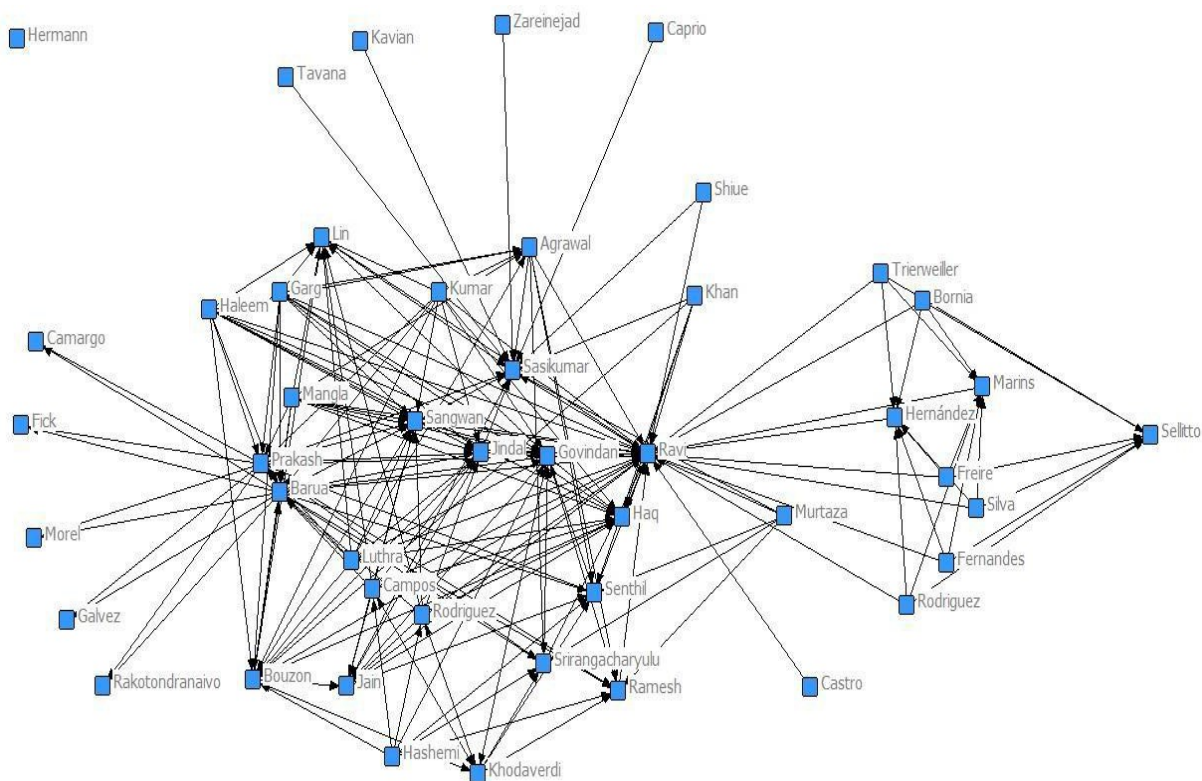 Zareinejad
Caprio
Hermann
Kavian
Tavana
Shiue
Lin
Agrawal
Trierweiller
Garg
Kumar
Khan
Bornia
Haleem
Camargo
Sasikumar
Marins
Mangla
Hernández
Sangwan
Fick
Sellitto
Jindal
Govindan
Ravi
Prakash
Freire
Barua
Silva
Haq
Murtaza
Morel
Luthra
Fernandes
Campos
Senthil
Rodriguez
Rodriguez
Galvez
Srirangacharyulu
Bouzon
Jain
Rakotondranaivo
Ramesh
Castro
Hashemi
Khodaverdi